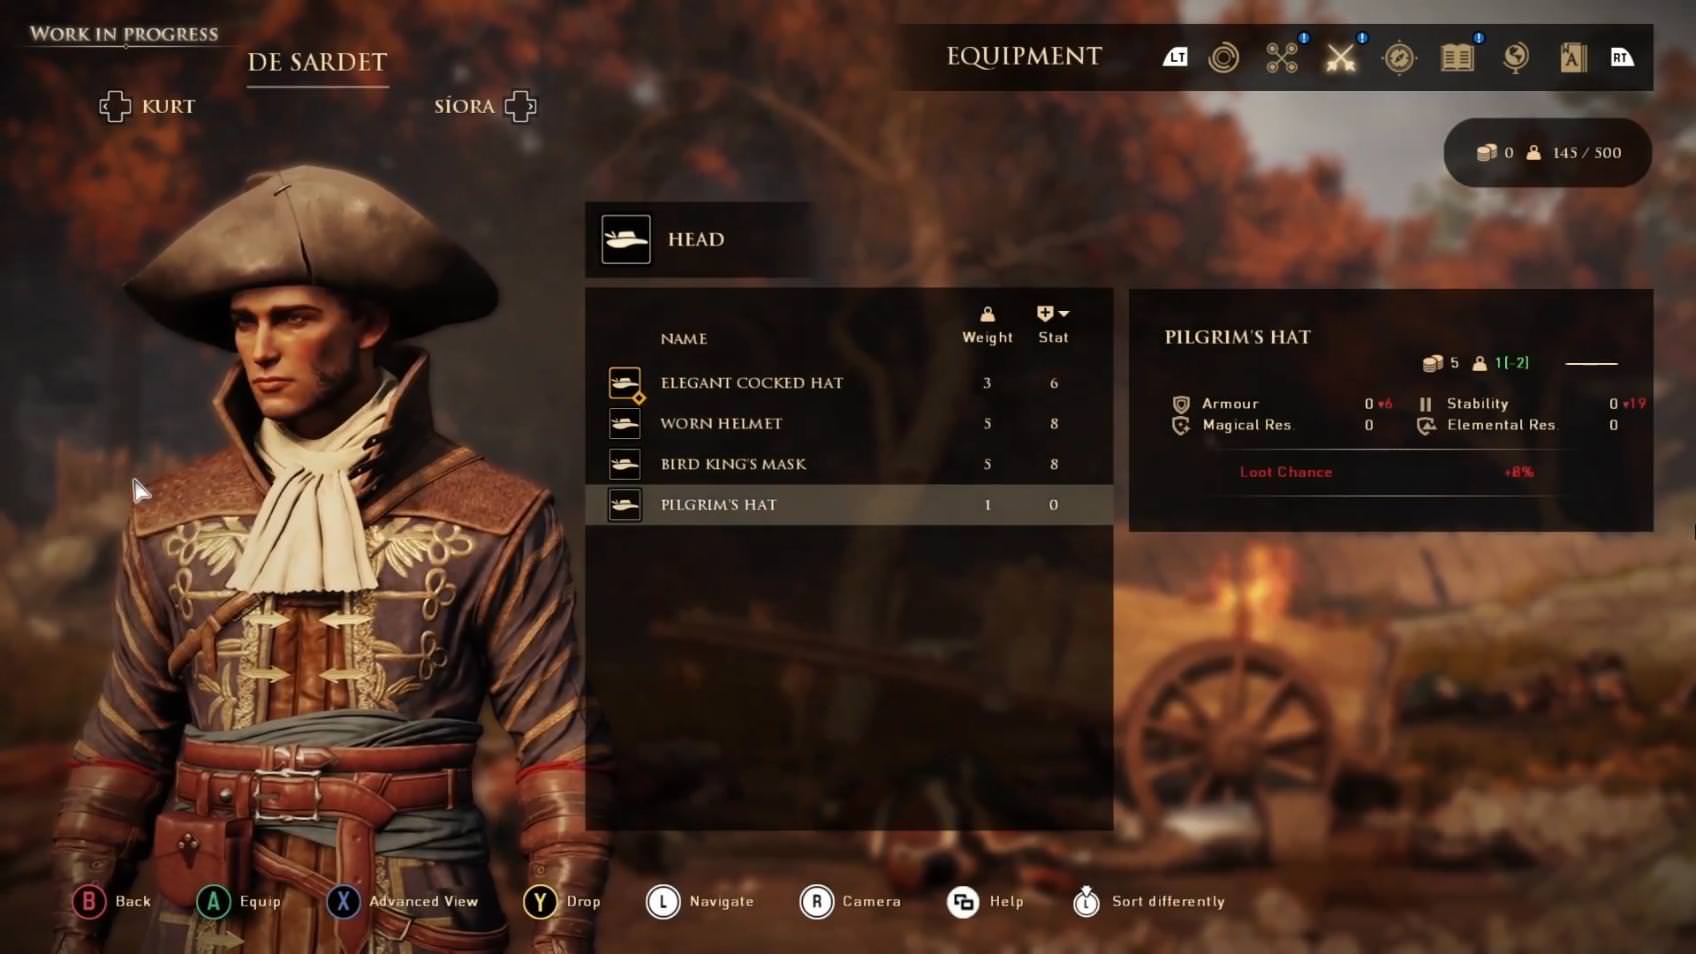 WORK IN PROGRESS
DE SARDET
KURT
SÍORA
EQUIPMENT
LT
A
RT
0 145 / 500
HEAD
NAME Weight Stat
ELEGANT COCKED HAT 3 6
WORN HELMET 5 8
BIRD KING'S MASK 5 8
PILGRIM'S HAT 1 0
PILGRIM'S HAT
5 1[-2]
Armour 0 ▾6 Stability 0 ▾19
Magical Res. 0 Elemental Res. 0
Loot Chance +8%
B Back A Equip X Advanced View Y Drop L Navigate R Camera Help L Sort differently